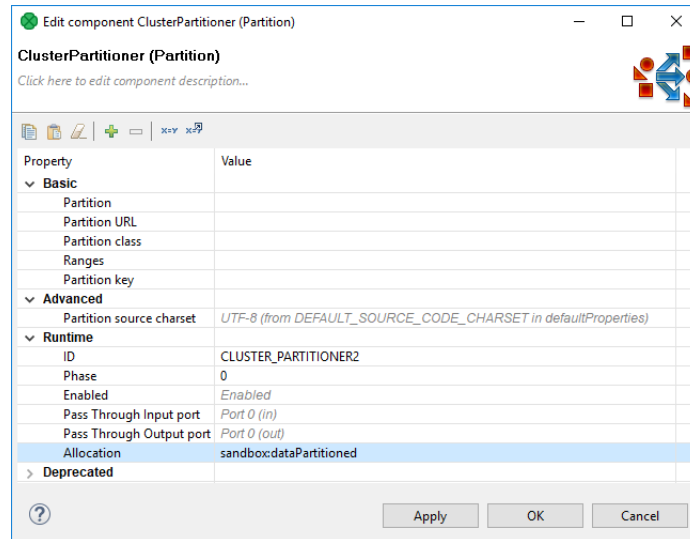 Edit component ClusterPartitioner (Partition)
ClusterPartitioner (Partition)
Click here to edit component description...
x=y x=?
Property Value
Basic
Partition
Partition URL
Partition class
Ranges
Partition key
Advanced
Partition source charset UTF-8 (from DEFAULT_SOURCE_CODE_CHARSET in defaultProperties)
Runtime
ID CLUSTER_PARTITIONER2
Phase 0
Enabled Enabled
Pass Through Input port Port 0 (in)
Pass Through Output port Port 0 (out)
Allocation sandbox:dataPartitioned
Deprecated
? Apply OK Cancel